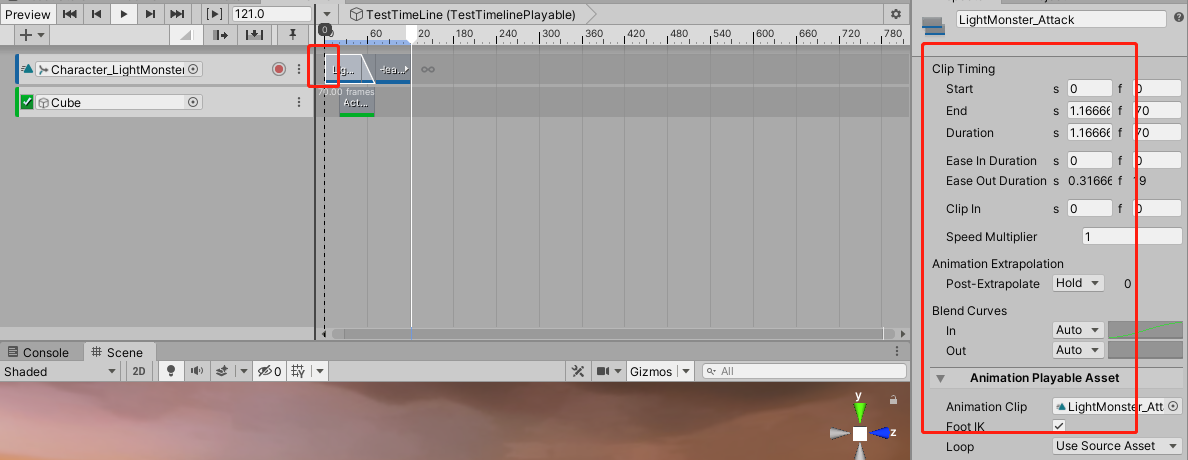 Preview
121.0
TestTimeLine (TestTimelinePlayable)
LightMonster_Attack
0
60
20
180
240
300
360
420
480
540
600
660
720
780
Character_LightMonste
Lig...
Hea...
70.00 frames
Cube
Act...
Clip Timing
Start s 0 f 0
End s 1.16666 f 70
Duration s 1.16666 f 70
Ease In Duration s 0 f 0
Ease Out Duration s 0.31666 f 19
Clip In s 0 f 0
Speed Multiplier 1
Animation Extrapolation
Post-Extrapolate Hold 0
Blend Curves
In Auto
Out Auto
Animation Playable Asset
Animation Clip LightMonster_Att
Foot IK
Loop Use Source Asset
Console Scene
Shaded 2D 0 Gizmos All
y
z